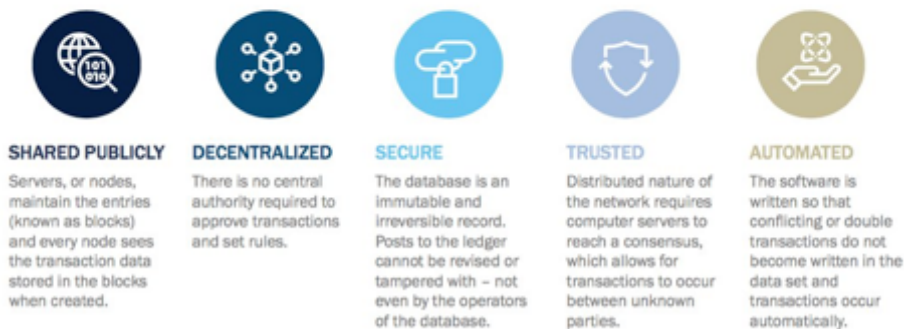 101
010
SHARED PUBLICLY
Servers, or nodes,
maintain the entries
(known as blocks)
and every node sees
the transaction data
stored in the blocks
when created.
DECENTRALIZED
There is no central
authority required to
approve transactions
and set rules.
SECURE
The database is an
immutable and
irreversible record.
Posts to the ledger
cannot be revised or
tampered with – not
even by the operators
of the database.
TRUSTED
Distributed nature of
the network requires
computer servers to
reach a consensus,
which allows for
transactions to occur
between unknown
parties.
AUTOMATED
The software is
written so that
conflicting or double
transactions do not
become written in the
data set and
transactions occur
automatically.